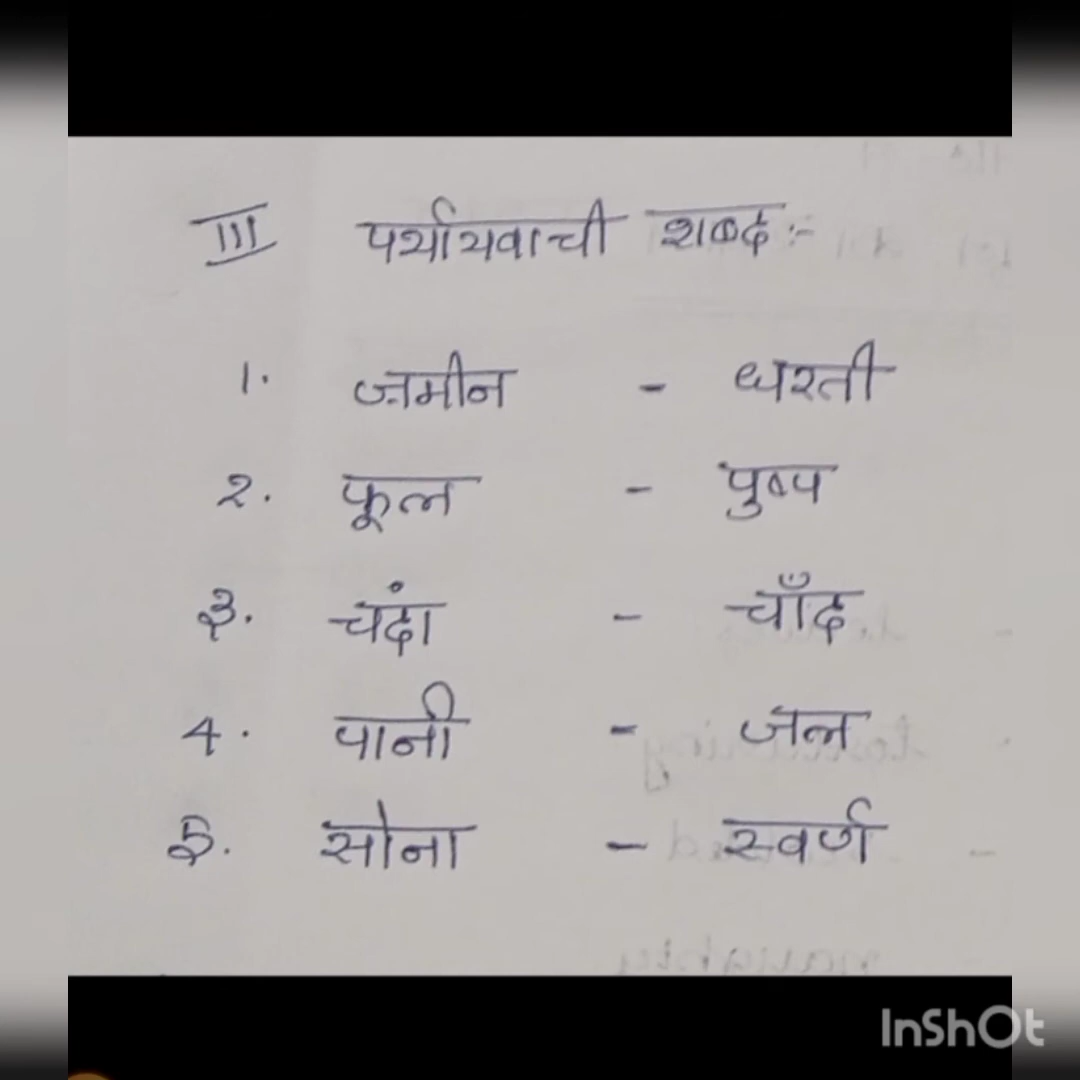 III पर्यायवाची शब्द :-
1. ज़मीन - धरती
2. फूल - पुष्प
3. चंदा - चाँद
4. पानी - जल
5. सोना - स्वर्ण
InShOt